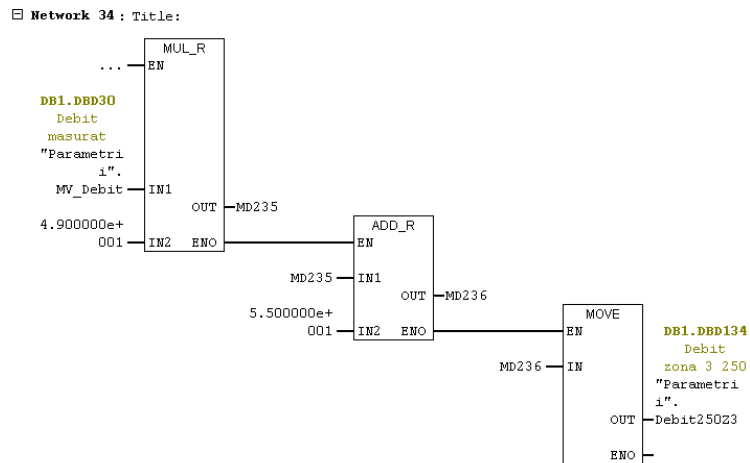 Network 34 : Title:
MUL_R
... EN
DB1.DBD30
Debit
masurat
"Parametri
i".
MV_Debit IN1
OUT MD235
4.900000e+
001 IN2 ENO
ADD_R
EN
MD235 IN1
OUT MD236
5.500000e+
001 IN2 ENO
MOVE
EN
MD236 IN
DB1.DBD134
Debit
zona 3 250
"Parametri
i".
OUT Debit250Z3
ENO